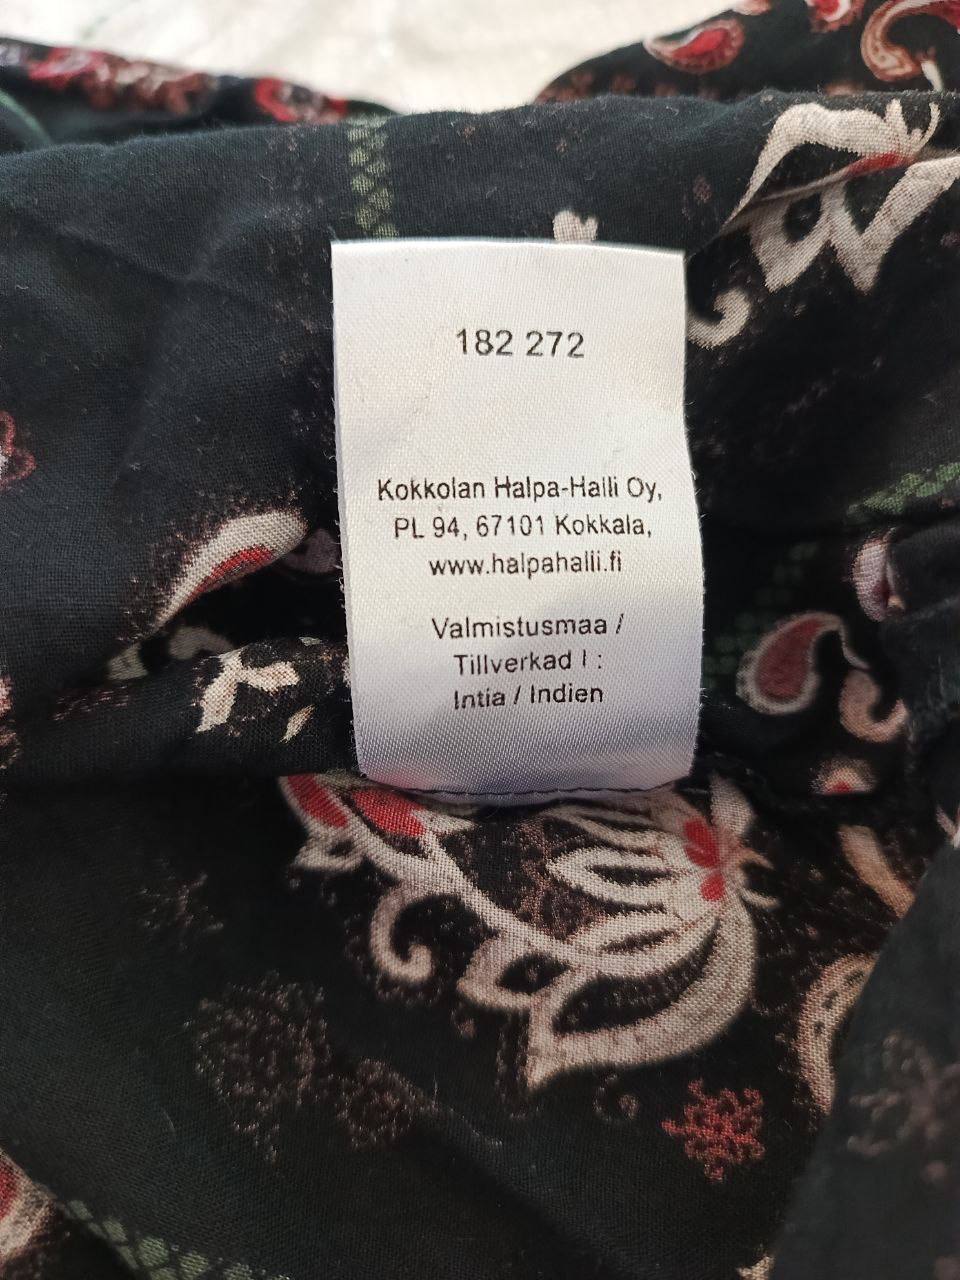 182 272
Kokkolan Halpa-Halli Oy,
PL 94, 67101 Kokkala,
www.halpahalli.fi
Valmistusmaa /
Tillverkad I :
Intia / Indien